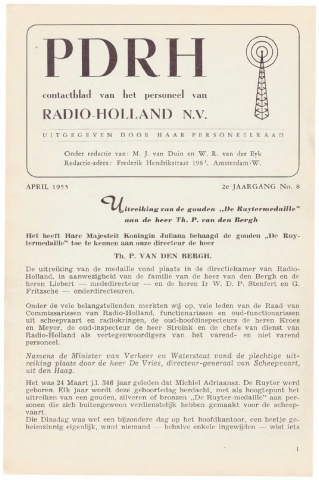 PDRH
contactblad van het personeel van
RADIO-HOLLAND N.V.
UITGEGEVEN DOOR HAAR PERSONEELRAAD
Onder redactie van: M. J. van Duin en W. R. van der Eyk
Redactie-adres: Frederik Hendrikstraat 198¹, Amsterdam-W.
APRIL 1953 2e JAARGANG No. 8
Uitreiking van de gouden „De Ruytermedaille"
aan de heer Th. P. van den Bergh
Het heeft Hare Majesteit Koningin Juliana behaagd de gouden „De Ruy-
termedaille" toe te kennen aan onze directeur de heer
Th. P. VAN DEN BERGH.
De uitreiking van de medaille vond plaats in de directiekamer van Radio-
Holland, in aanwezigheid van de familie van de heer van den Bergh en de
heren Liebert — mededirecteur — en de heren Ir W. D. P. Stenfert en G.
Fritzsche — onderdirecteuren.
Onder de vele belangstellenden merkten wij op, vele leden van de Raad van
Commissarissen van Radio-Holland, functionarissen en oud-functionarissen
uit scheepvaart en radiokringen, de oud-hoofdinspecteurs de heren Kroes
en Meyer, de oud-inspecteur de heer Stroink en de chefs van dienst van
Radio-Holland als vertegenwoordigers van het varend- en niet varend
personeel.
Namens de Minister van Verkeer en Waterstaat vond de plechtige uit-
reiking plaats door de heer De Vries, directeur-generaal van Scheepvaart,
uit den Haag.
Het was 24 Maart j.l. 346 jaar geleden dat Michiel Adriaansz. De Ruyter werd
geboren. Elk jaar wordt deze geboortedag herdacht, met als hoogtepunt het
uitreiken van een gouden, zilveren of bronzen „De Ruyter-medaille" aan per-
sonen die zich buitengewoon verdienstelijk hebben gemaakt voor de scheep-
vaart.
Die Dinsdag was wel een bijzondere dag op het hoofdkantoor, een beetje ge-
heimzinnig eigenlijk, want niemand — behalve enkele ingewijden — wist iets
1